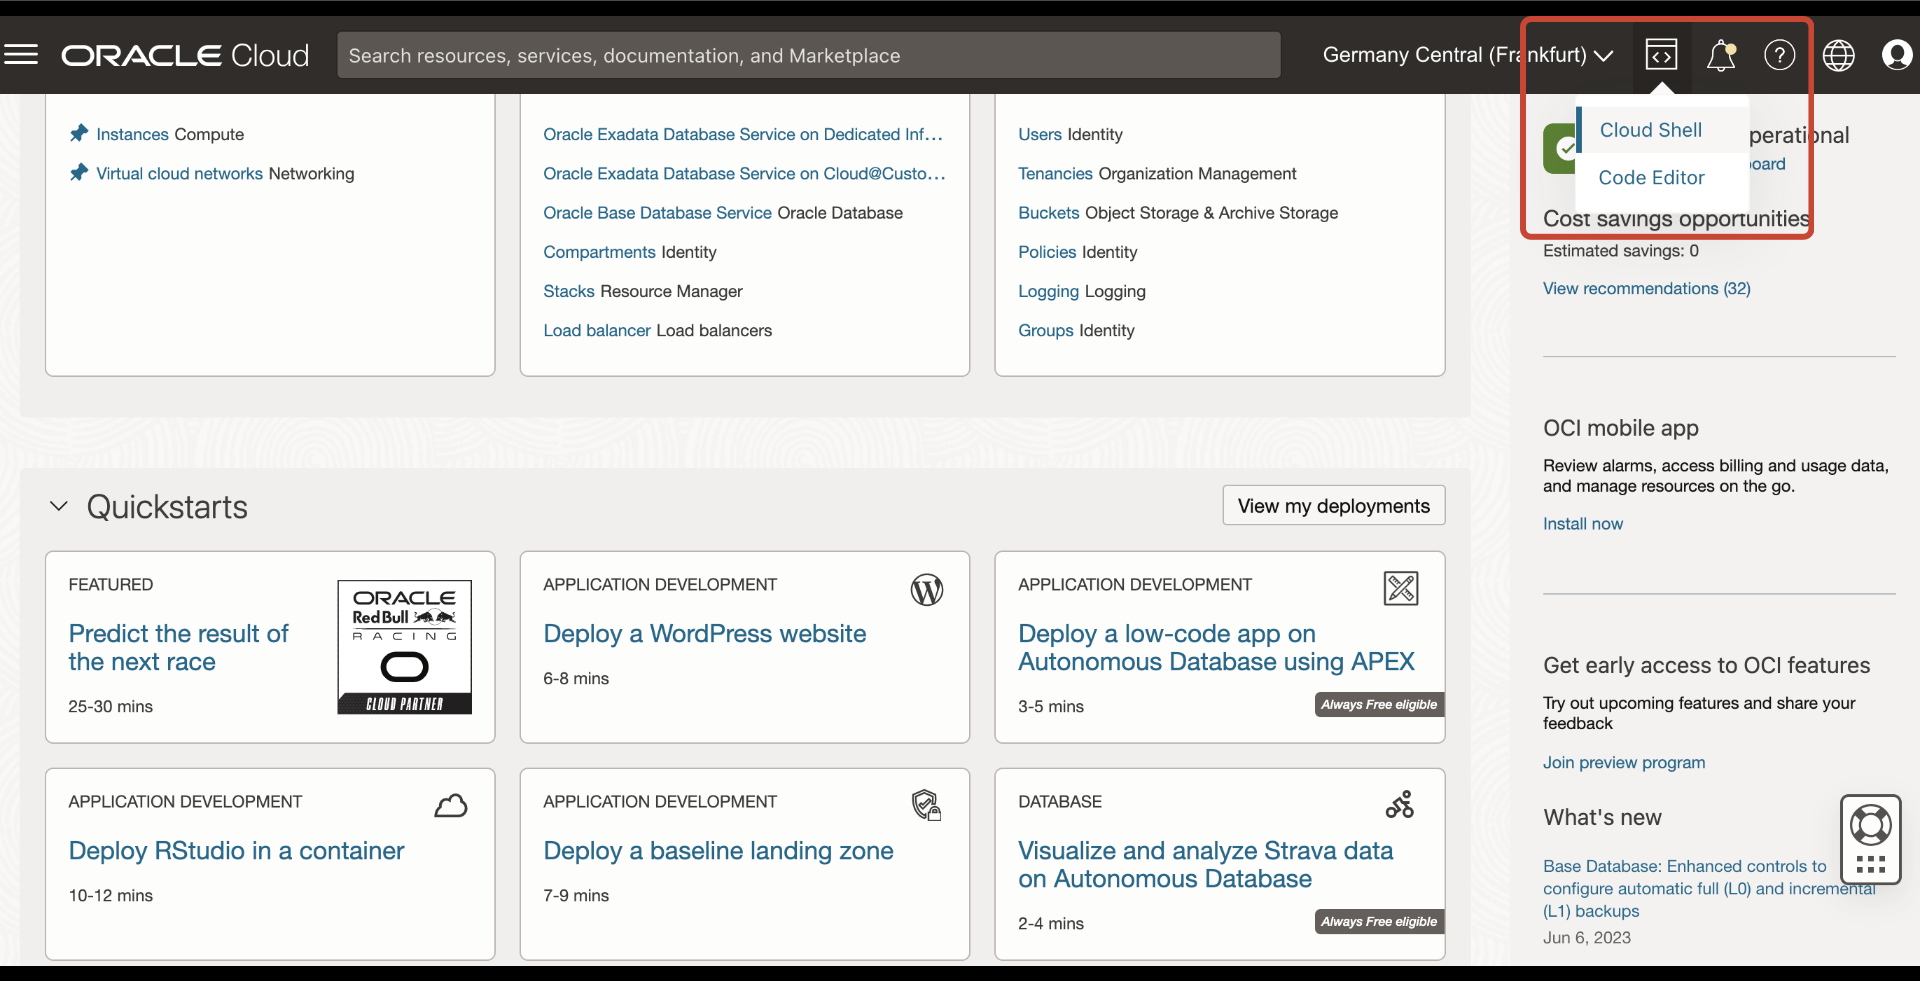 ORACLE Cloud
Search resources, services, documentation, and Marketplace
Germany Central (Frankfurt)
Instances Compute
Virtual cloud networks Networking
Oracle Exadata Database Service on Dedicated Inf...
Oracle Exadata Database Service on Cloud@Custo...
Oracle Base Database Service Oracle Database
Compartments Identity
Stacks Resource Manager
Load balancer Load balancers
Users Identity
Tenancies Organization Management
Buckets Object Storage & Archive Storage
Policies Identity
Logging Logging
Groups Identity
Cloud Shell
Code Editor
perational
board
Cost savings opportunities
Estimated savings: 0
View recommendations (32)
OCI mobile app
Review alarms, access billing and usage data,
and manage resources on the go.
Install now
Get early access to OCI features
Try out upcoming features and share your
feedback
Join preview program
What's new
Base Database: Enhanced controls to
configure automatic full (L0) and incremental
(L1) backups
Jun 6, 2023
Quickstarts
View my deployments
FEATURED
Predict the result of
the next race
25-30 mins
ORACLE
Red Bull
RACING
CLOUD PARTNER
APPLICATION DEVELOPMENT
Deploy a WordPress website
6-8 mins
APPLICATION DEVELOPMENT
Deploy a low-code app on
Autonomous Database using APEX
3-5 mins
Always Free eligible
APPLICATION DEVELOPMENT
Deploy RStudio in a container
10-12 mins
APPLICATION DEVELOPMENT
Deploy a baseline landing zone
7-9 mins
DATABASE
Visualize and analyze Strava data
on Autonomous Database
2-4 mins
Always Free eligible